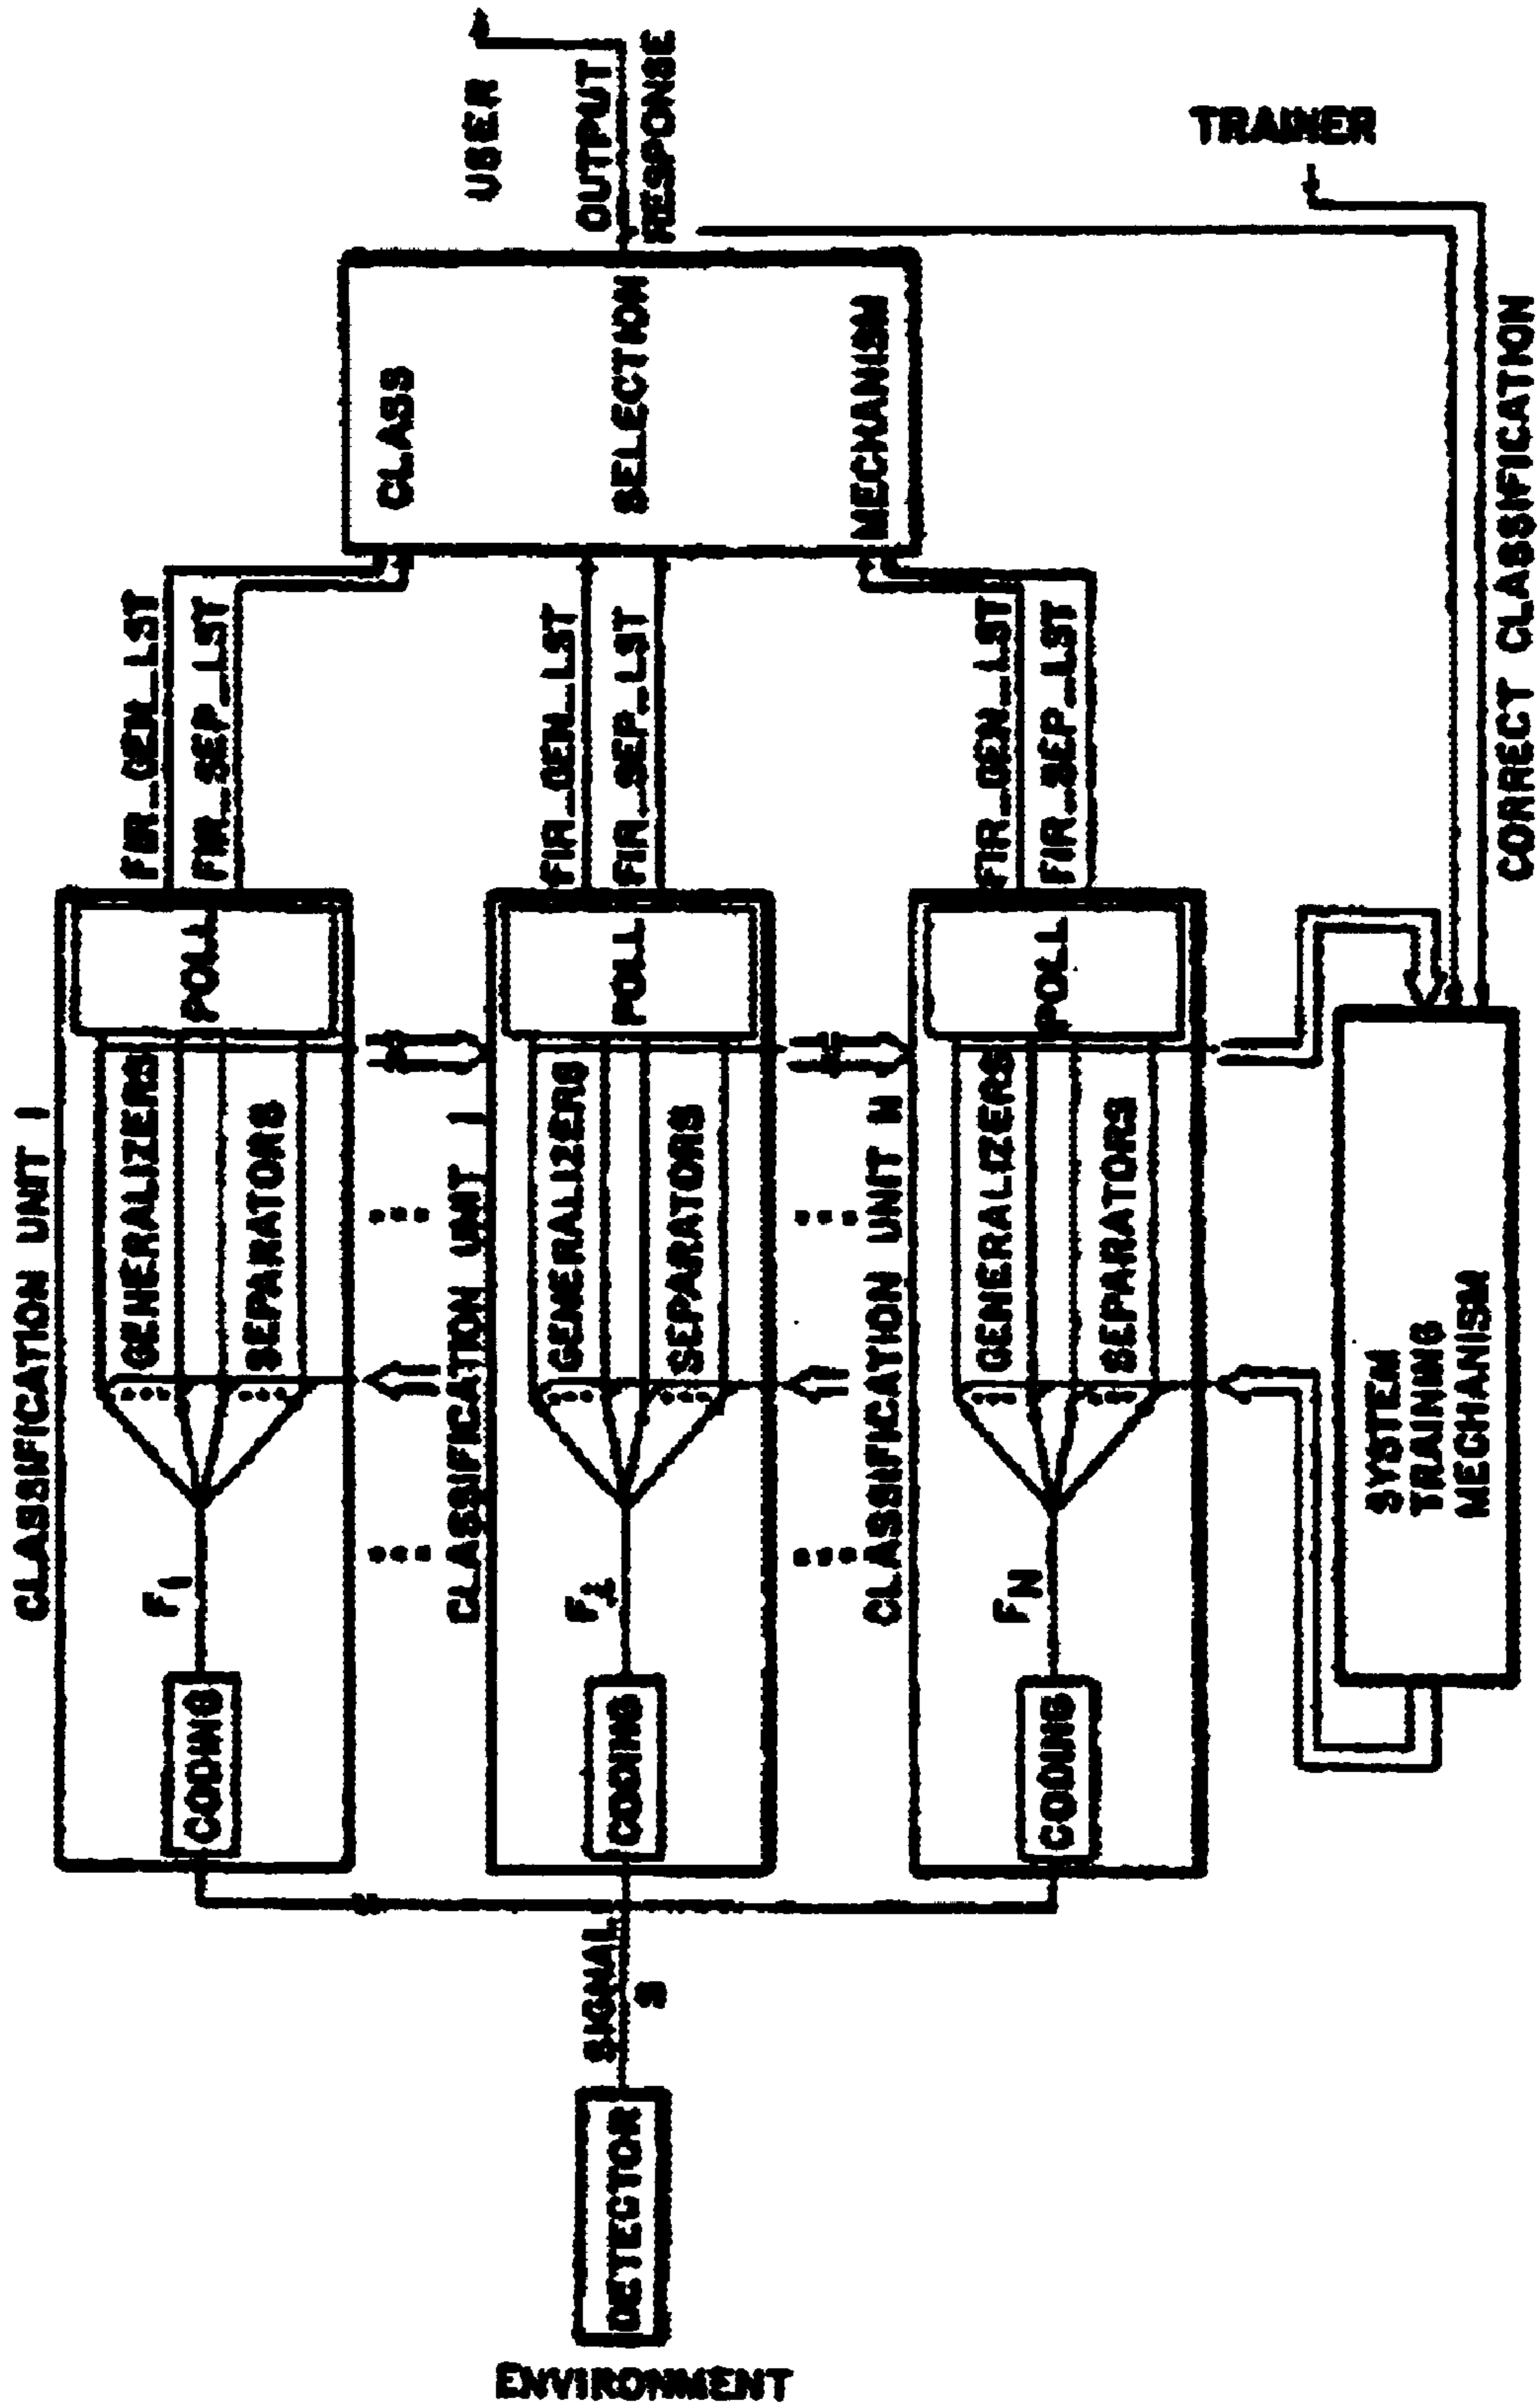 ENVIRONMENT
DETECTOR
SIGNAL
S
CLASSIFICATION UNIT 1
CODING
F1
GENERALIZERS
SEPARATORS
POLL
FIR_GEN_LST
FIR_SEP_LST
CLASSIFICATION UNIT I
CODING
GENERALIZERS
SEPARATORS
POLL
FIR_GEN_LST
FIR_SEP_LST
CLASSIFICATION UNIT N
CODING
FN
GENERALIZERS
SEPARATORS
POLL
FIR_GEN_LST
FIR_SEP_LST
CLASS
SELECTION
MECHANISM
USER
OUTPUT
RESPONSE
TRAINER
CORRECT CLASSIFICATION
SYSTEM
TRAINING
MECHANISM